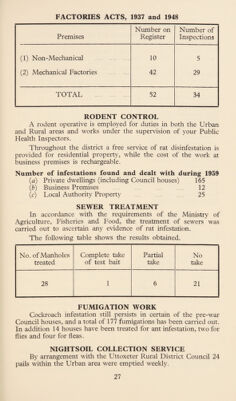 FACTORIES ACTS, 1937 and 1948
Premises | Number on Register | Number of Inspections
(1) Non-Mechanical | 10 | 5
(2) Mechanical Factories | 42 | 29
TOTAL | 52 | 34
RODENT CONTROL
A rodent operative is employed for duties in both the Urban
and Rural areas and works under the supervision of your Public
Health Inspectors.
Throughout the district a free service of rat disinfestation is
provided for residential property, while the cost of the work at
business premises is rechargeable.
Number of infestations found and dealt with during 1959
(a) Private dwellings (including Council houses) 165
(b) Business Premises 12
(c) Local Authority Property 25
SEWER TREATMENT
In accordance with the requirements of the Ministry of
Agriculture, Fisheries and Food, the treatment of sewers was
carried out to ascertain any evidence of rat infestation.
The following table shows the results obtained.
No. of Manholes treated | Complete take of test bait | Partial take | No take
28 | 1 | 6 | 21
FUMIGATION WORK
Cockroach infestation still persists in certain of the pre-war
Council houses, and a total of 177 fumigations has been carried out.
In addition 14 houses have been treated for ant infestation, two for
flies and four for fleas.
NIGHTSOIL COLLECTION SERVICE
By arrangement with the Uttoxeter Rural District Council 24
pails within the Urban area were emptied weekly.
27